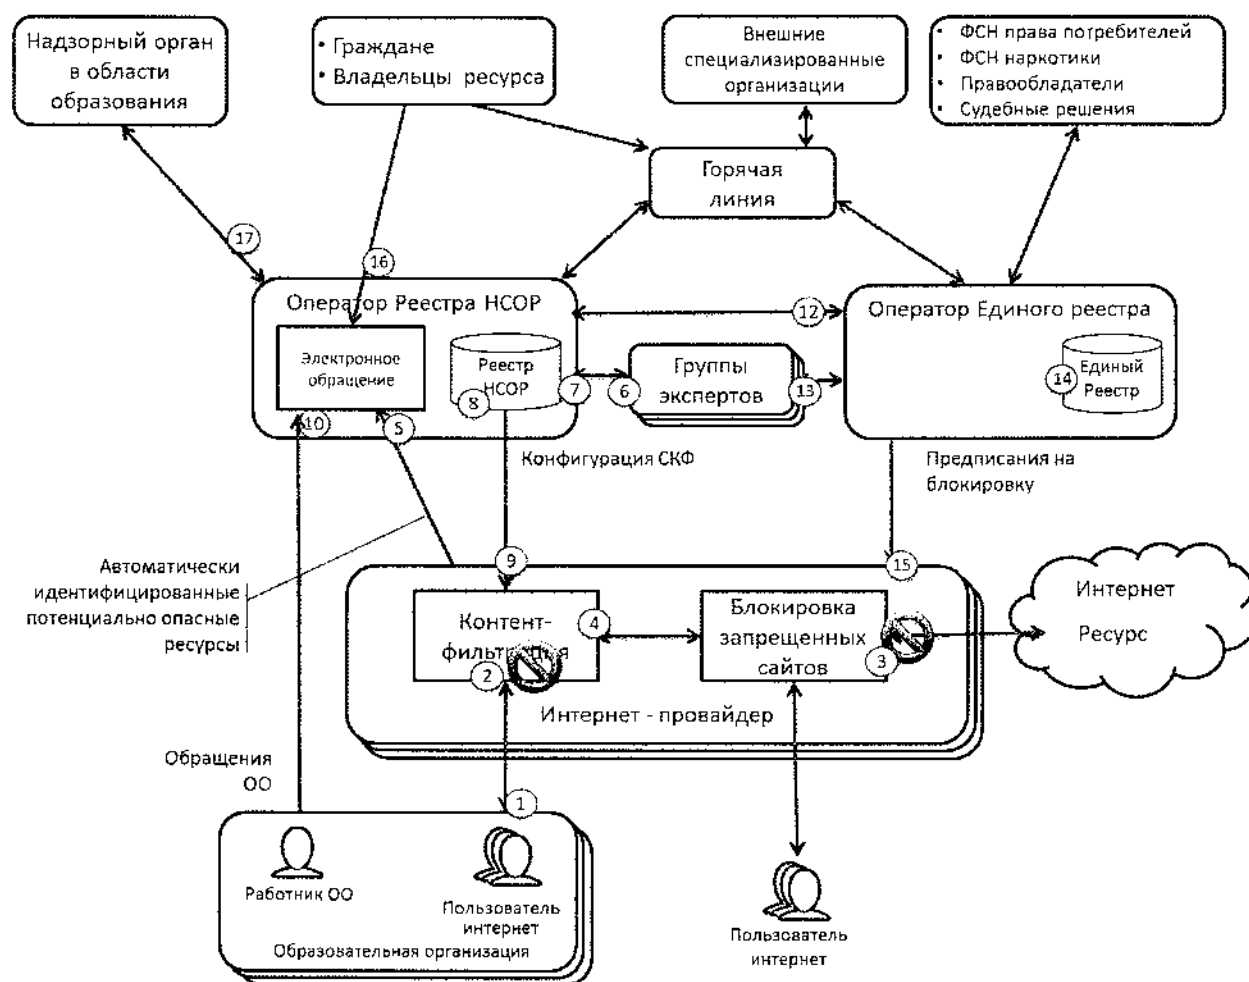 Надзорный орган
в области
образования
• Граждане
• Владельцы ресурса
Внешние
специализированные
организации
• ФСН права потребителей
• ФСН наркотики
• Правообладатели
• Судебные решения
Горячая
линия
17
16
Оператор Реестра НСОР
12
Оператор Единого реестра
Электронное
обращение
Реестр
НСОР
8
7
6
Группы
экспертов
13
14
Единый
Реестр
10
5
Конфигурация СКФ
Предписания на
блокировку
Автоматически
идентифицированные
потенциально опасные
ресурсы
9
15
Контент-
фильтрация
4
2
Блокировка
запрещенных
сайтов
3
Интернет
Ресурс
Интернет - провайдер
Обращения
ОО
1
Работник ОО
Пользователь
интернет
Образовательная организация
Пользователь
интернет